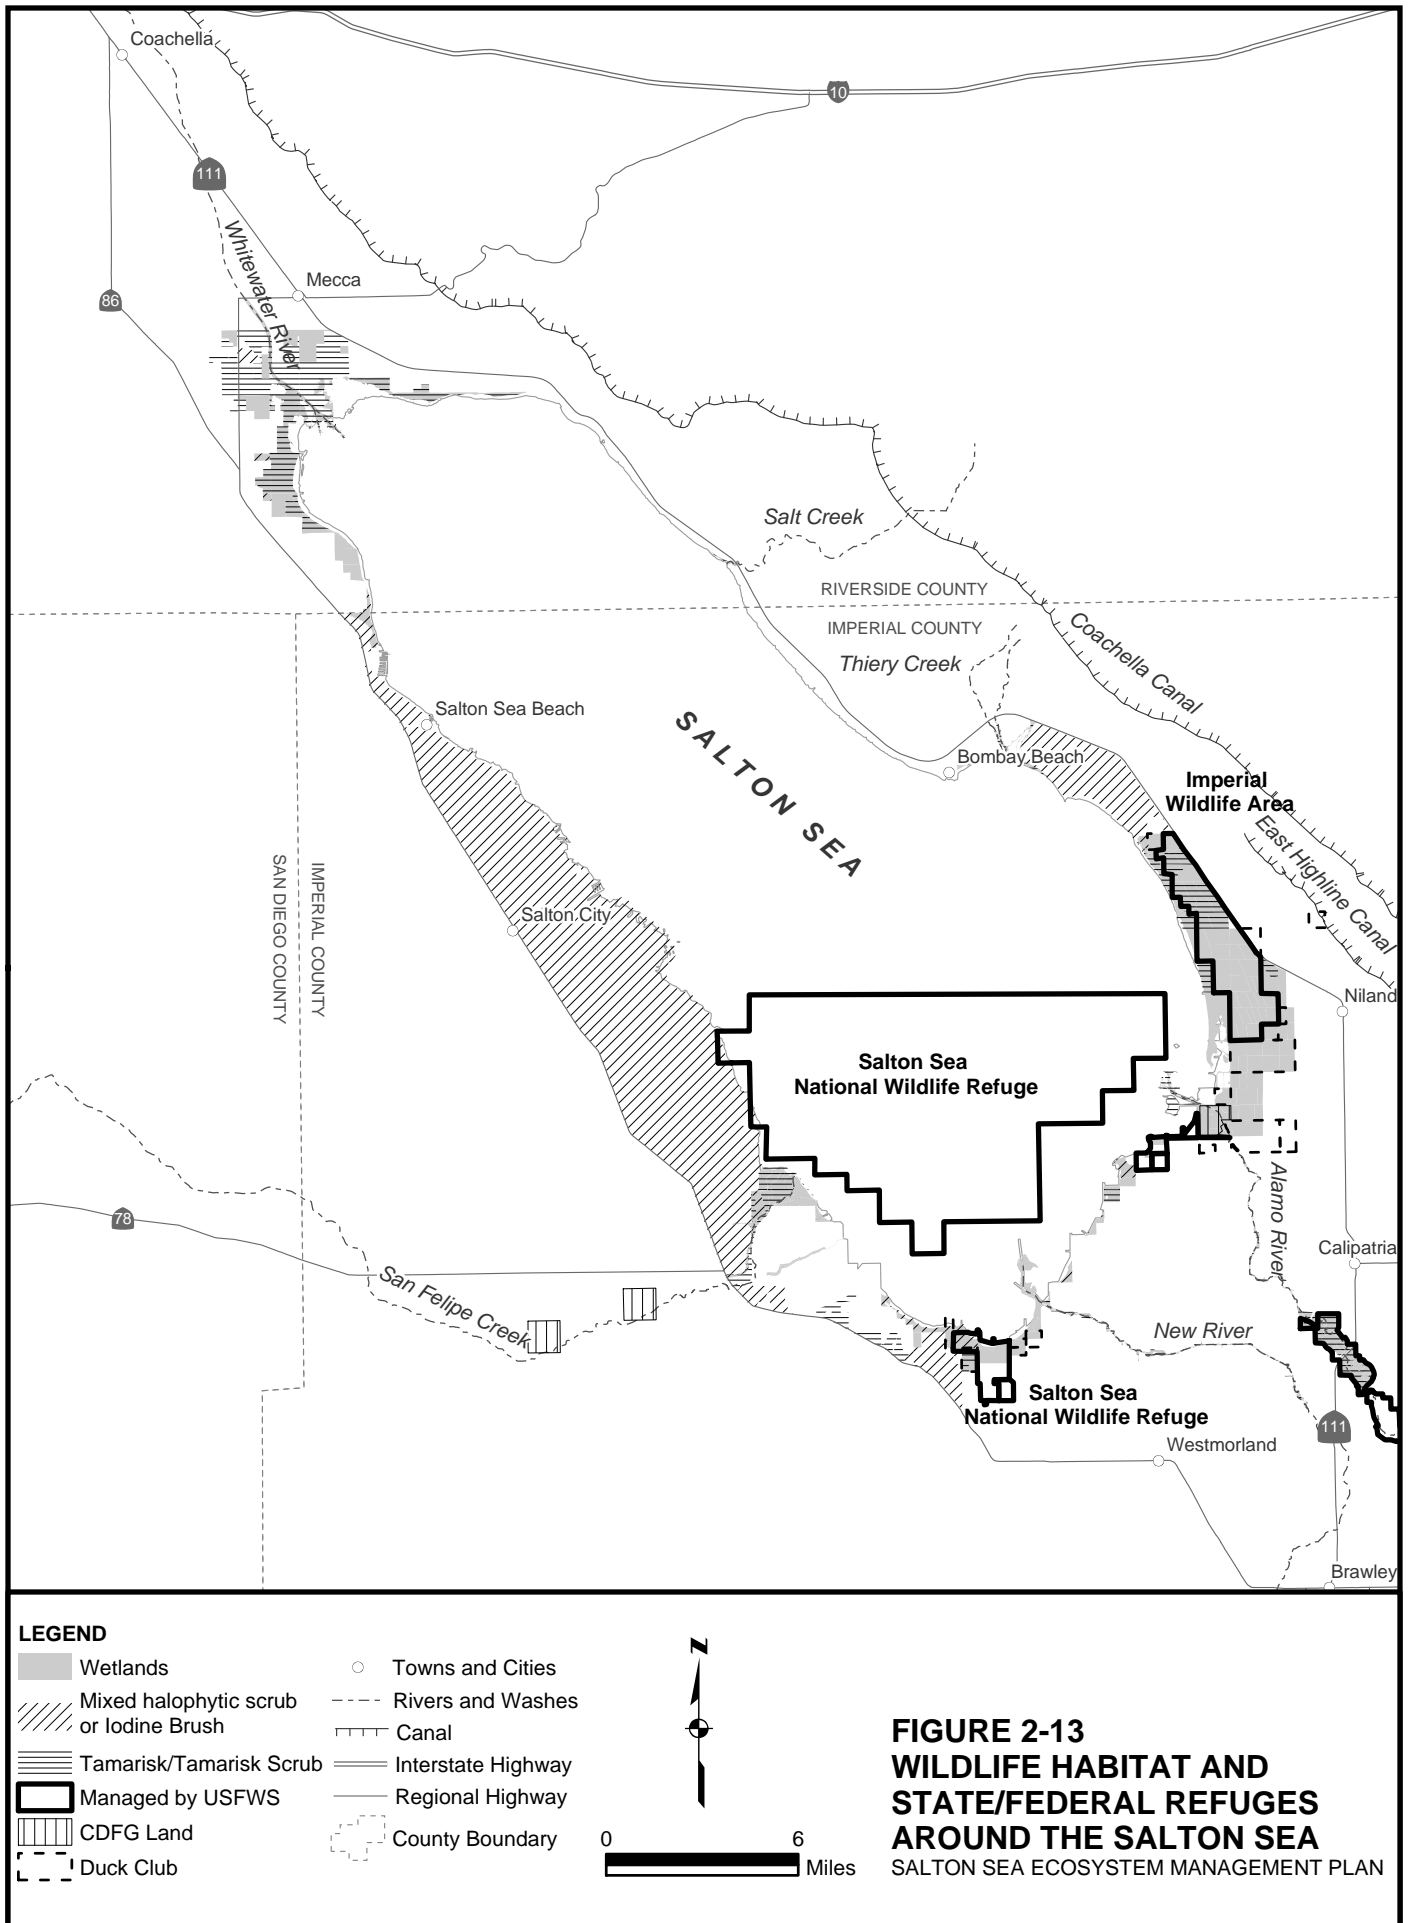 Coachella
10
111
Whitewater River
Mecca
86
Salt Creek
RIVERSIDE COUNTY
IMPERIAL COUNTY
Thiery Creek
Coachella Canal
Salton Sea Beach
SALTON SEA
Bombay Beach
Imperial
Wildlife Area
East Highline Canal
IMPERIAL COUNTY
SAN DIEGO COUNTY
Salton City
Niland
Salton Sea
National Wildlife Refuge
Alamo River
78
Calipatria
San Felipe Creek
New River
Salton Sea
National Wildlife Refuge
111
Westmorland
Brawley
LEGEND
Wetlands
Mixed halophytic scrub
or Iodine Brush
Tamarisk/Tamarisk Scrub
Managed by USFWS
CDFG Land
Duck Club
Towns and Cities
Rivers and Washes
Canal
Interstate Highway
Regional Highway
County Boundary
N
0 6
Miles
FIGURE 2-13
WILDLIFE HABITAT AND
STATE/FEDERAL REFUGES
AROUND THE SALTON SEA
SALTON SEA ECOSYSTEM MANAGEMENT PLAN